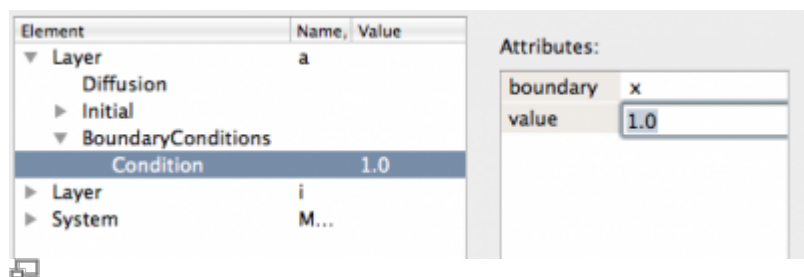 Element Name, Value
Layer a
Diffusion
Initial
BoundaryConditions
Condition 1.0
Layer i
System M...
Attributes:
boundary x
value 1.0